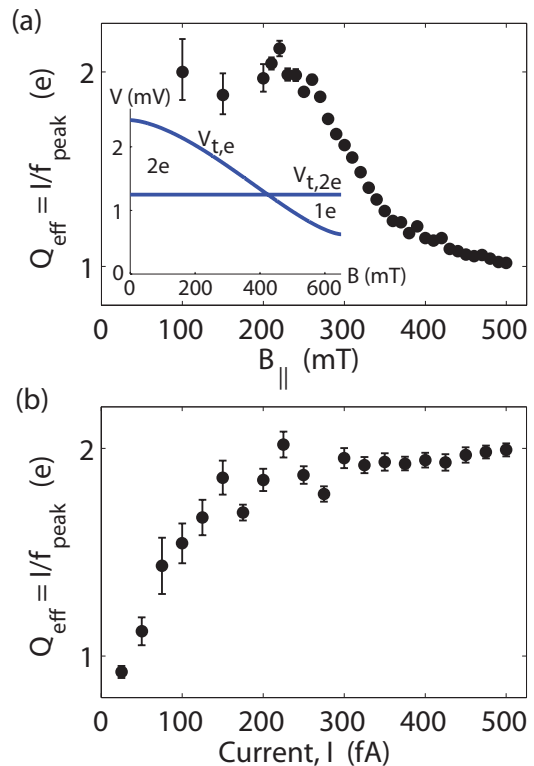 (a)
Q_eff = I/f_peak (e)
2
1
V (mV)
2
1
0
V_t,e
2e
V_t,2e
1e
0 200 400 600
B (mT)
0 100 200 300 400 500
B_|| (mT)
(b)
Q_eff = I/f_peak (e)
2
1
0 100 200 300 400 500
Current, I (fA)